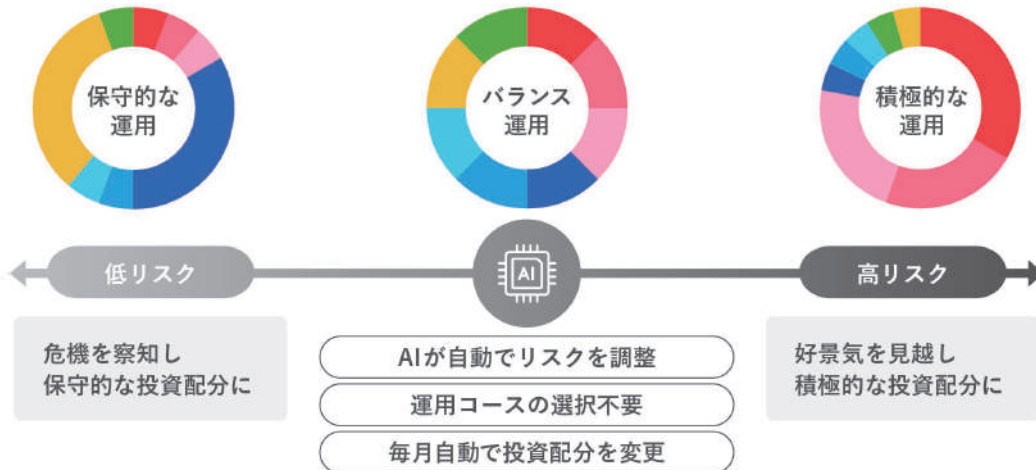 保守的な
運用
バランス
運用
積極的な
運用
低リスク
AI
高リスク
危機を察知し
保守的な投資配分に
AIが自動でリスクを調整
運用コースの選択不要
毎月自動で投資配分を変更
好景気を見越し
積極的な投資配分に